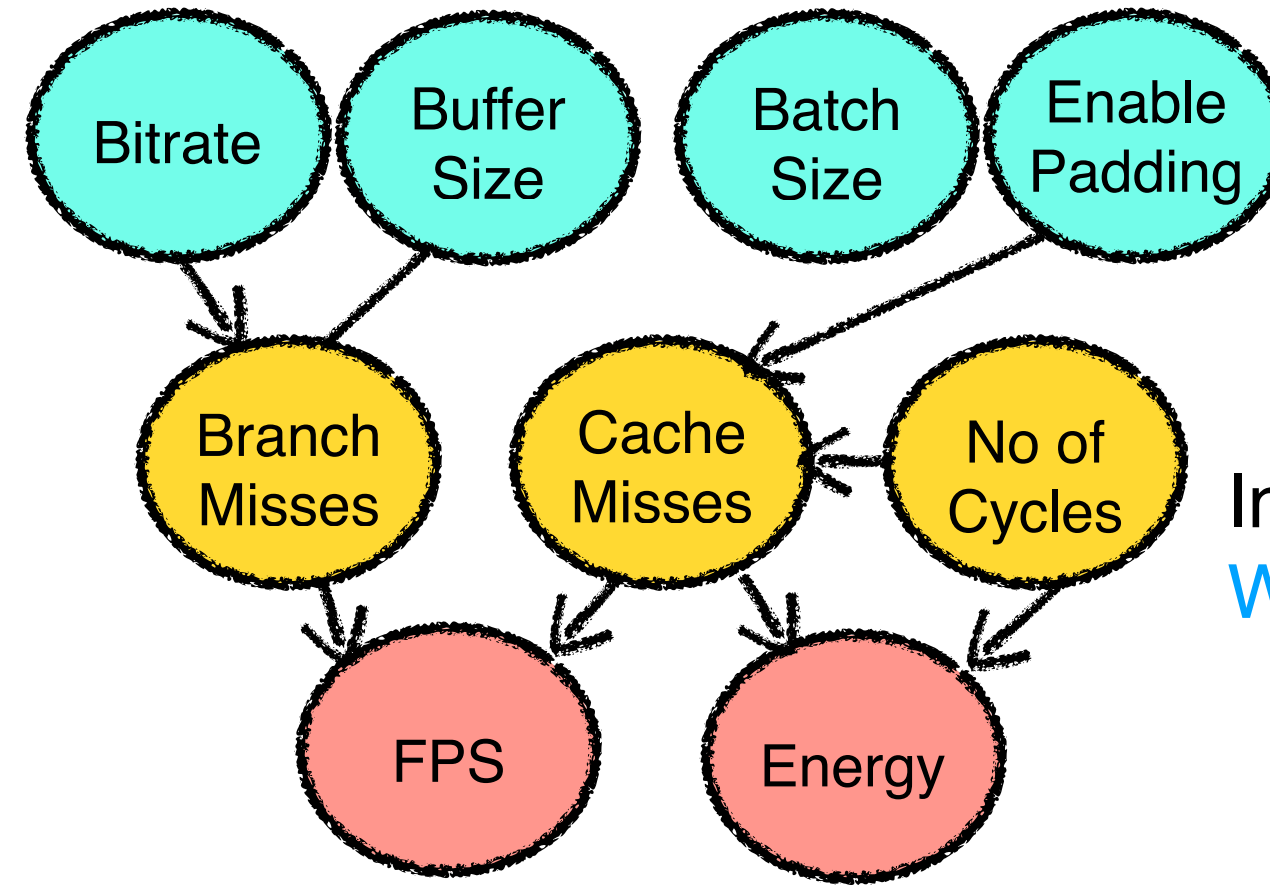 Bitrate
Buffer
Size
Batch
Size
Enable
Padding
Branch
Misses
Cache
Misses
No of
Cycles
FPS
Energy